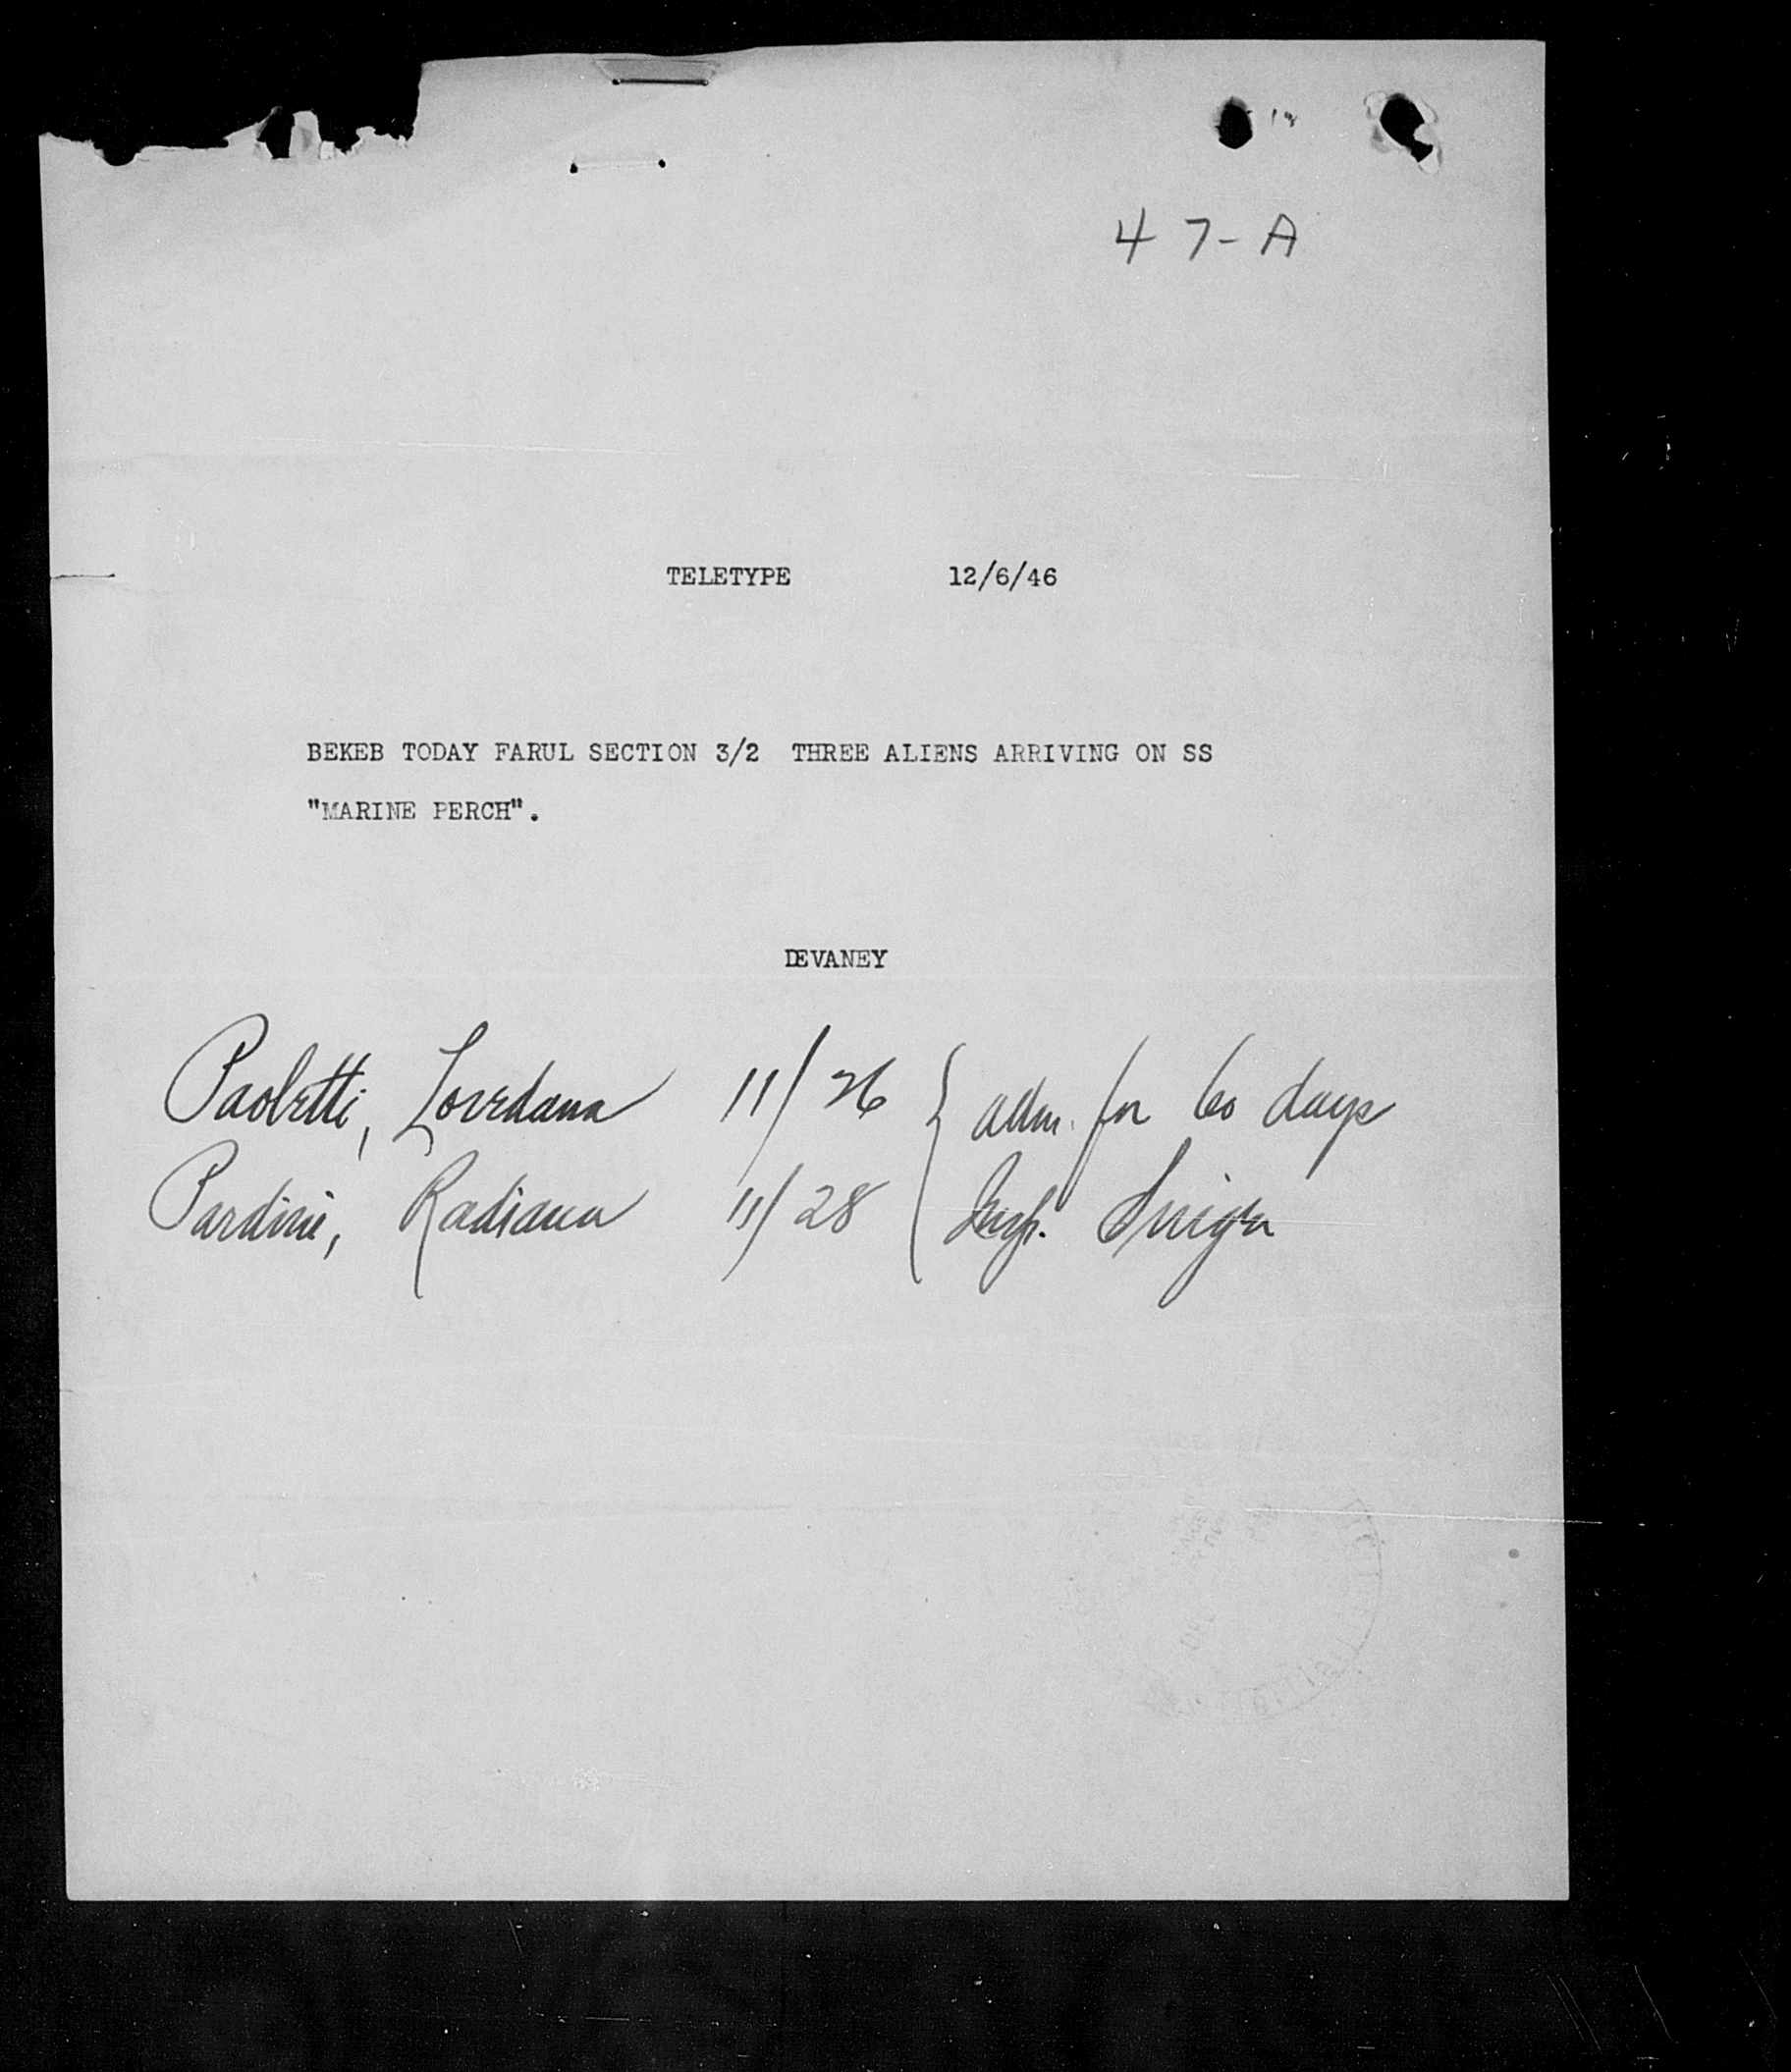 47-A
TELETYPE 12/6/46
BEKEB TODAY FARUL SECTION 3/2 THREE ALIENS ARRIVING ON SS
"MARINE PERCH".
DEVANEY
Paoletti, Loredana 11/26 { adm. for 60 days
Pardini, Radiana 11/28 { Insp.